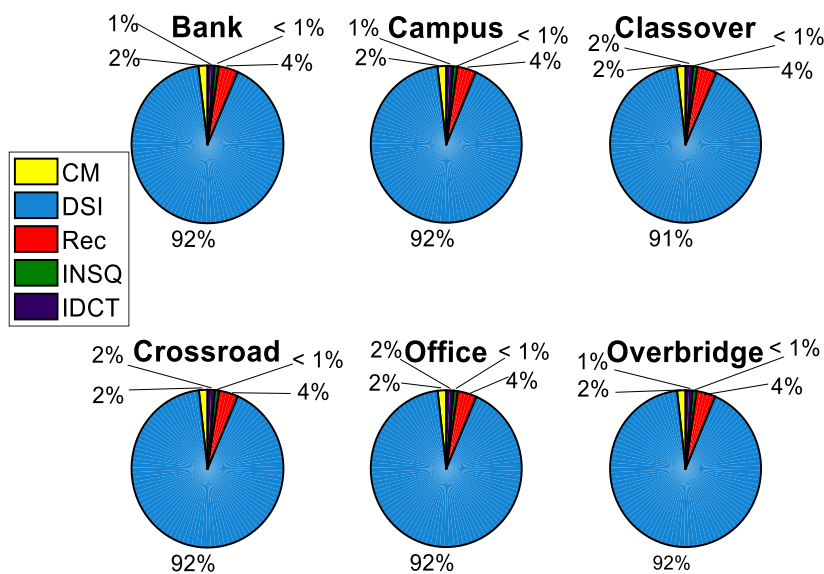 Bank
1%
< 1%
2%
4%
92%
Campus
1%
< 1%
2%
4%
92%
Classover
2%
< 1%
2%
4%
91%
CM
DSI
Rec
INSQ
IDCT
Crossroad
2%
< 1%
2%
4%
92%
Office
2%
< 1%
2%
4%
92%
Overbridge
1%
< 1%
2%
4%
92%